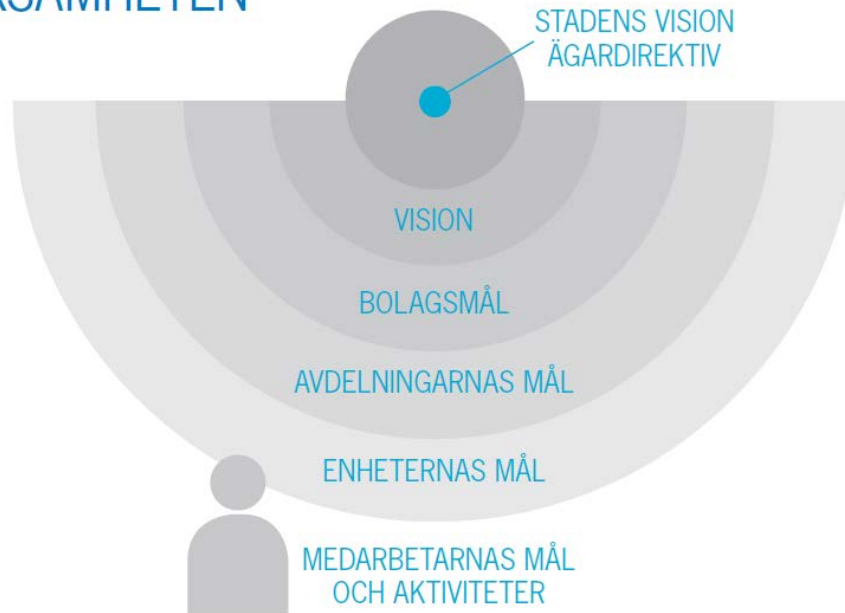 STADENS VISION
ÄGARDIREKTIV
VISION
BOLAGSMÅL
AVDELNINGARNAS MÅL
ENHETERNAS MÅL
MEDARBETARNAS MÅL
OCH AKTIVITETER